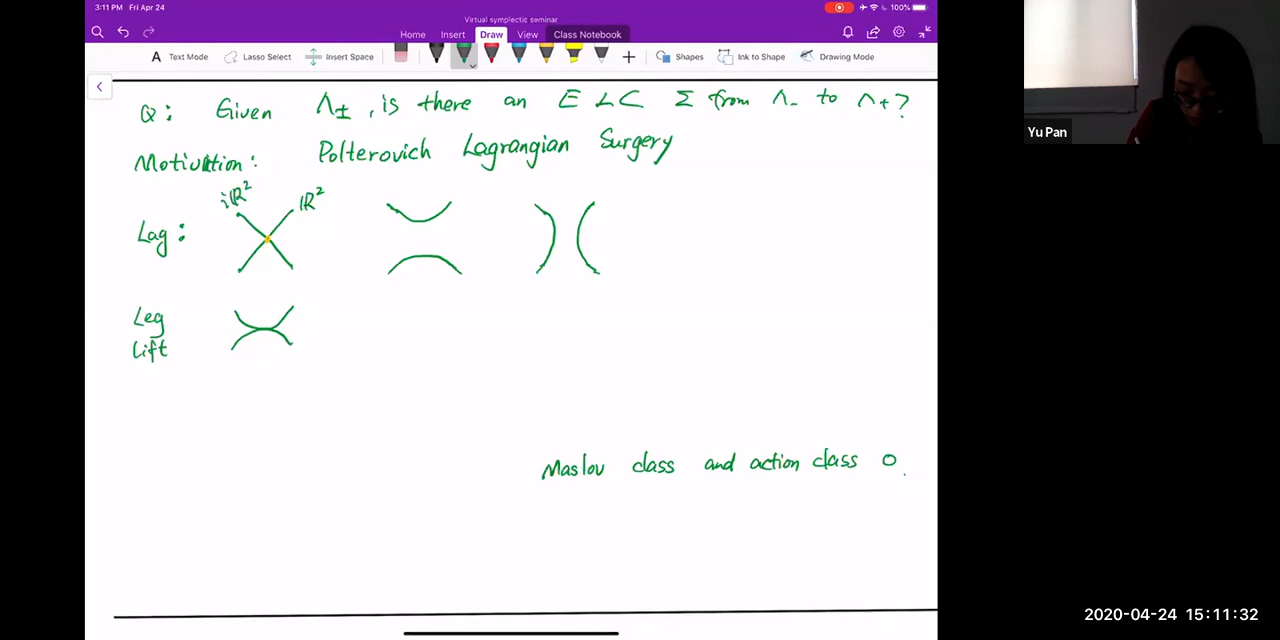 3:11 PM Fri Apr 24
100%
Virtual symplectic seminar
Home Insert Draw View Class Notebook
Text Mode Lasso Select Insert Space Shapes Ink to Shape Drawing Mode
Q: Given Λ± , is there an ELC Σ from Λ- to Λ+?
Motivation: Polterovich Lagrangian Surgery
iℝ² ℝ²
Lag:
Leg
Lift
Maslov class and action class 0.
Yu Pan
2020-04-24 15:11:32